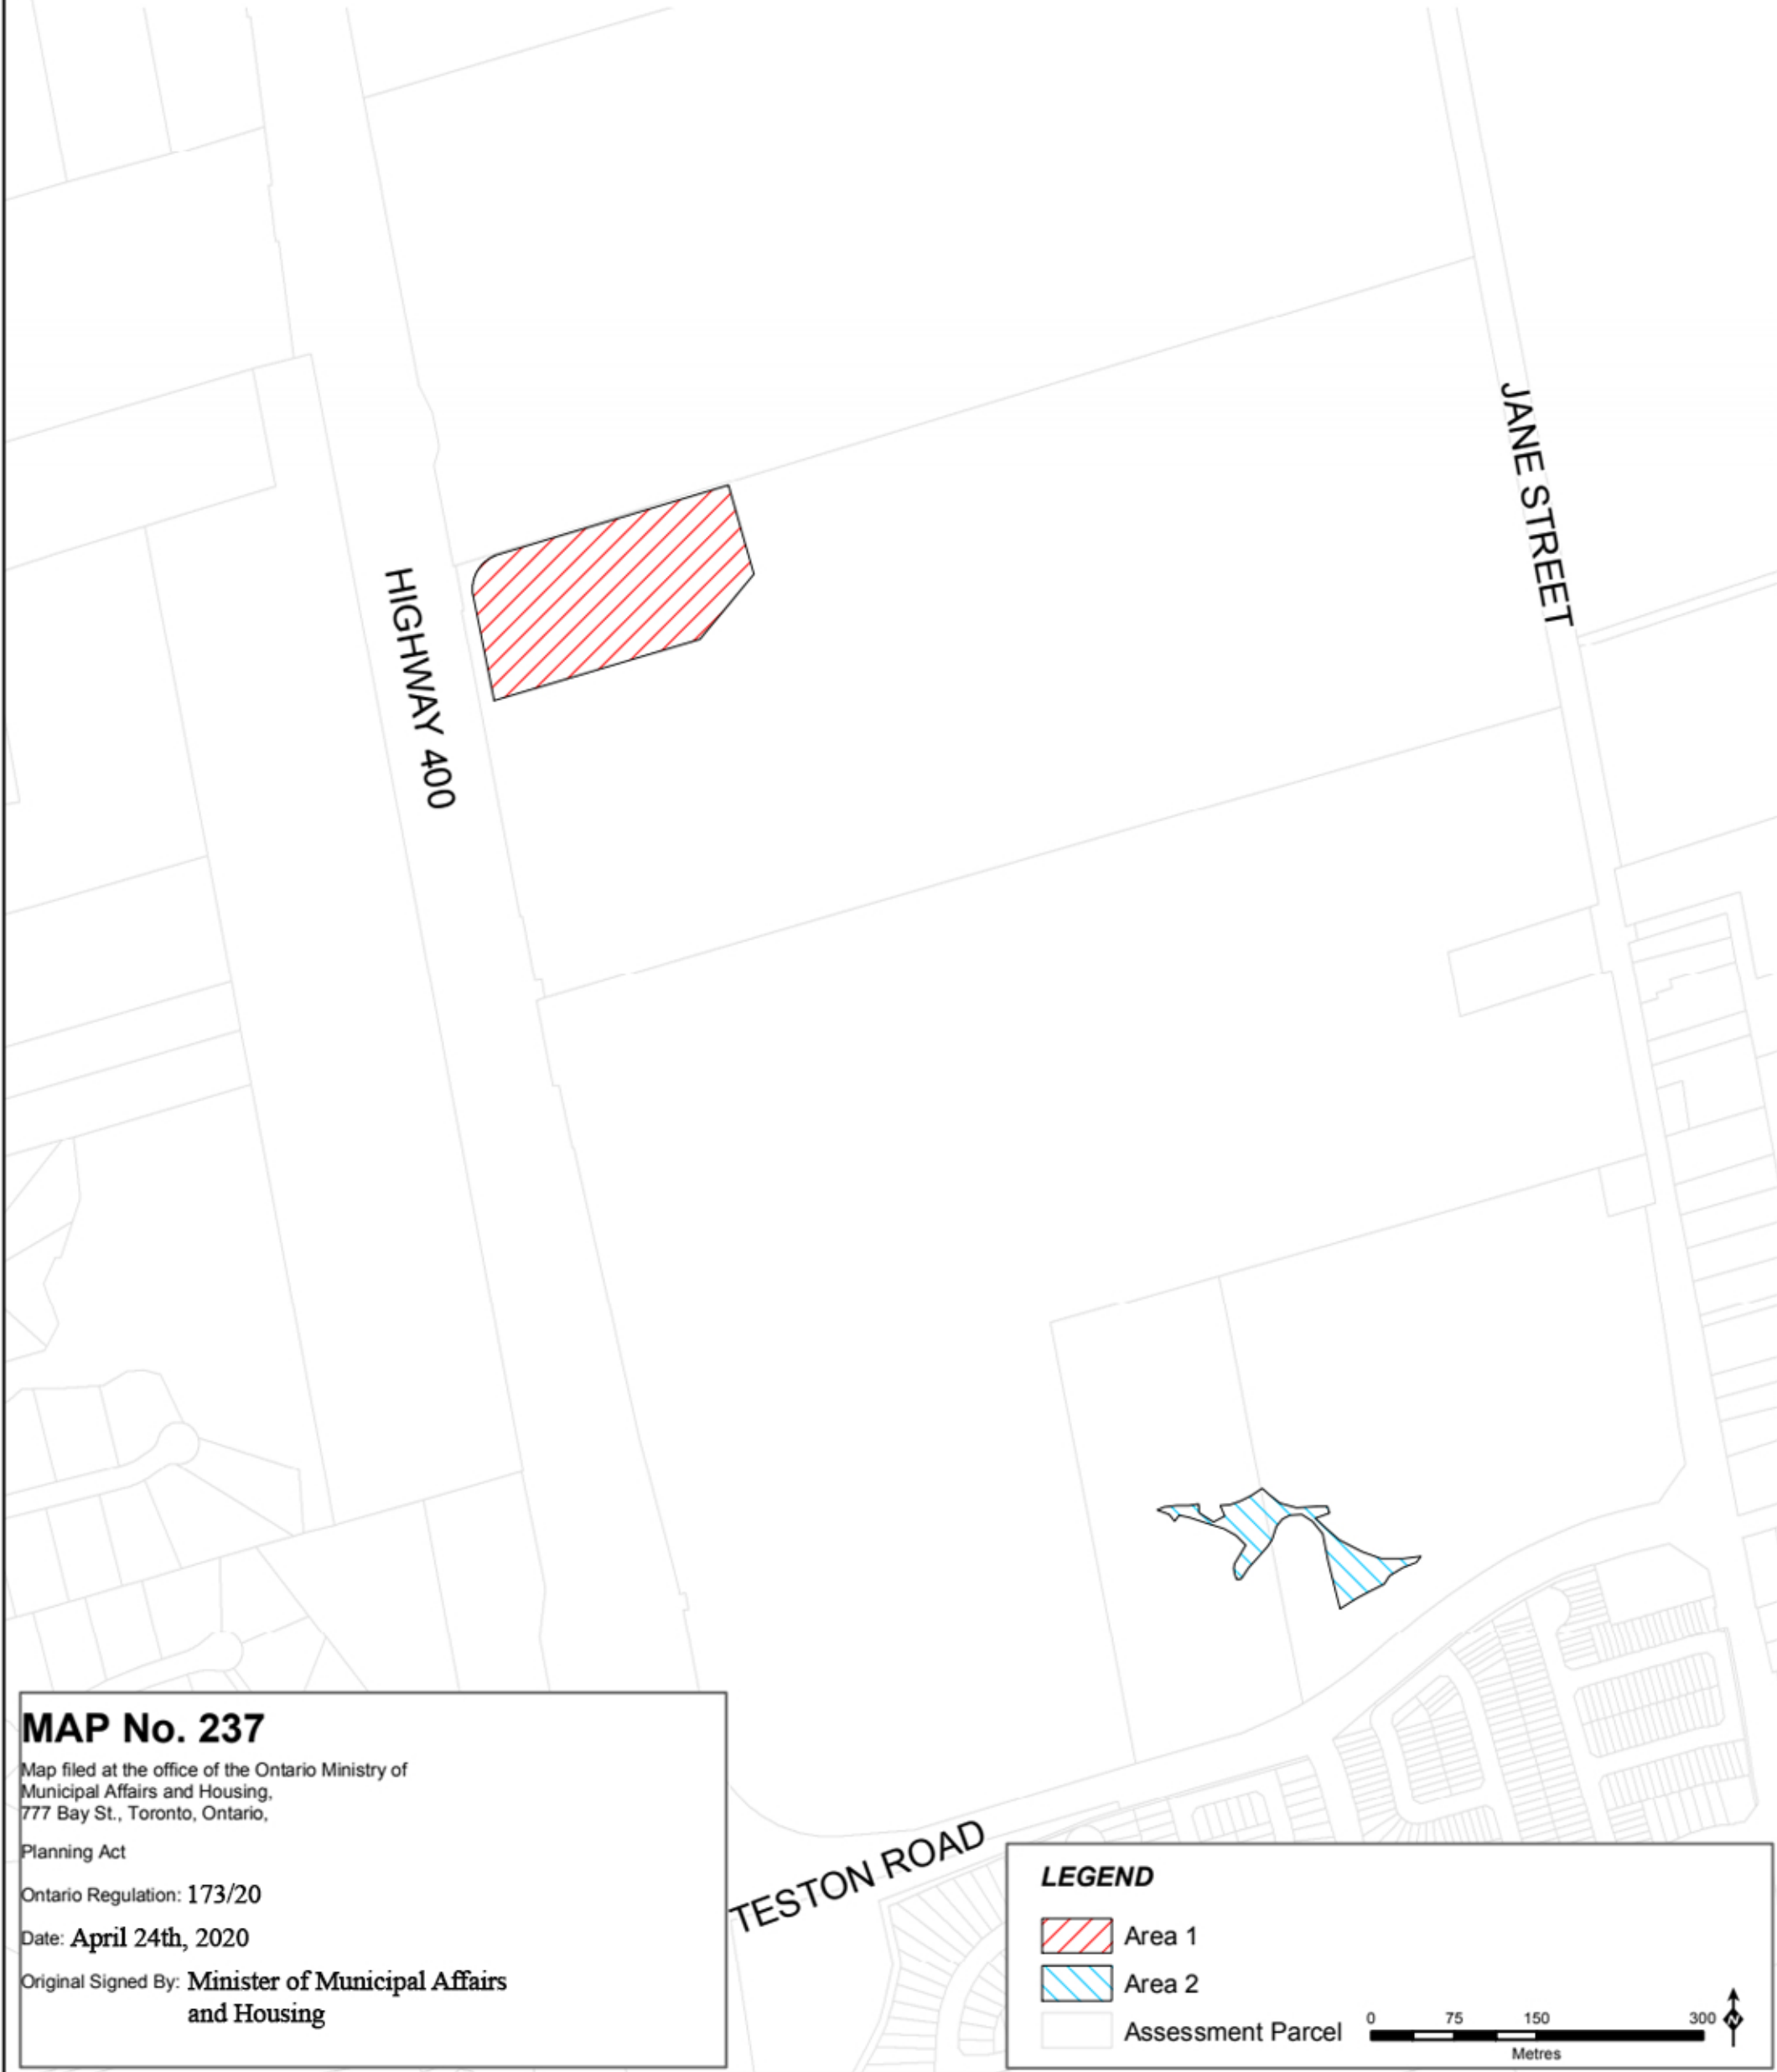 JANE STREET
HIGHWAY 400
MAP No. 237
Map filed at the office of the Ontario Ministry of
Municipal Affairs and Housing,
777 Bay St., Toronto, Ontario,
Planning Act
Ontario Regulation: 173/20
Date: April 24th, 2020
Original Signed By: Minister of Municipal Affairs
and Housing
TESTON ROAD
LEGEND
Area 1
Area 2
Assessment Parcel
0 75 150 300
Metres
N